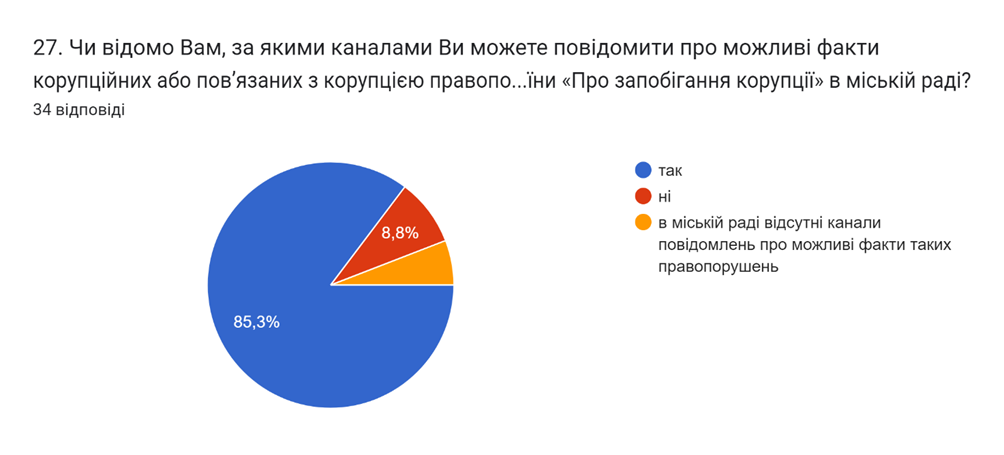 27. Чи відомо Вам, за якими каналами Ви можете повідомити про можливі факти
корупційних або пов’язаних з корупцією правопо...їни «Про запобігання корупції» в міській раді?
34 відповіді
так
ні
в міській раді відсутні канали
повідомлень про можливі факти таких
правопорушень
8,8%
85,3%